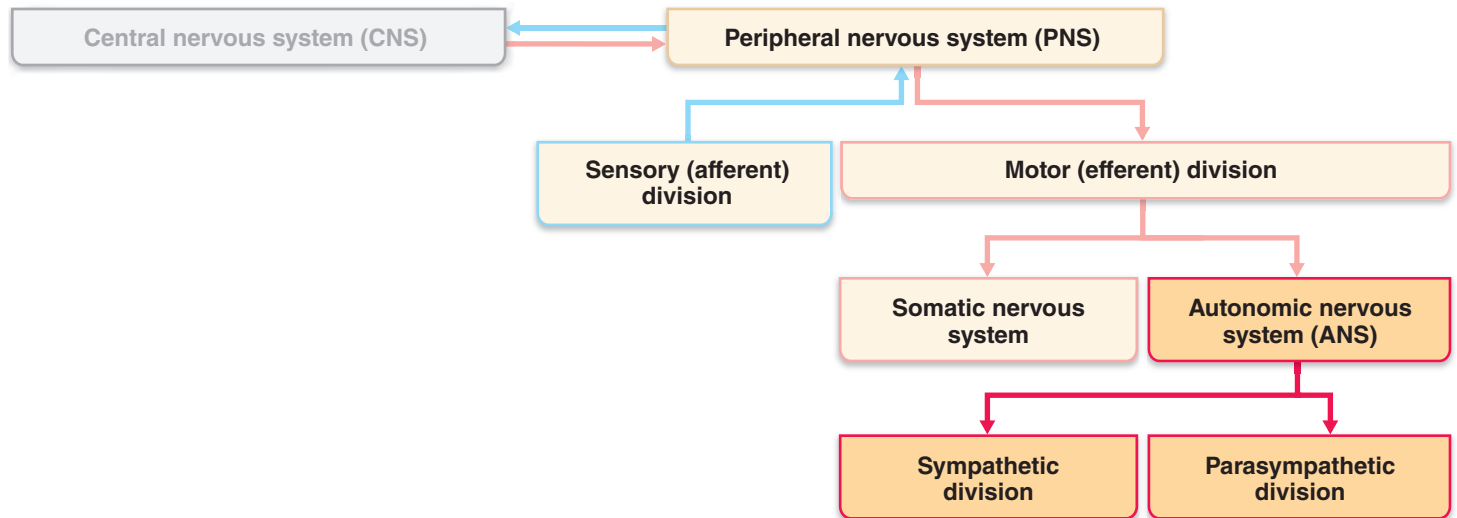 Central nervous system (CNS)
Peripheral nervous system (PNS)
Sensory (afferent)
division
Motor (efferent) division
Somatic nervous
system
Autonomic nervous
system (ANS)
Sympathetic
division
Parasympathetic
division